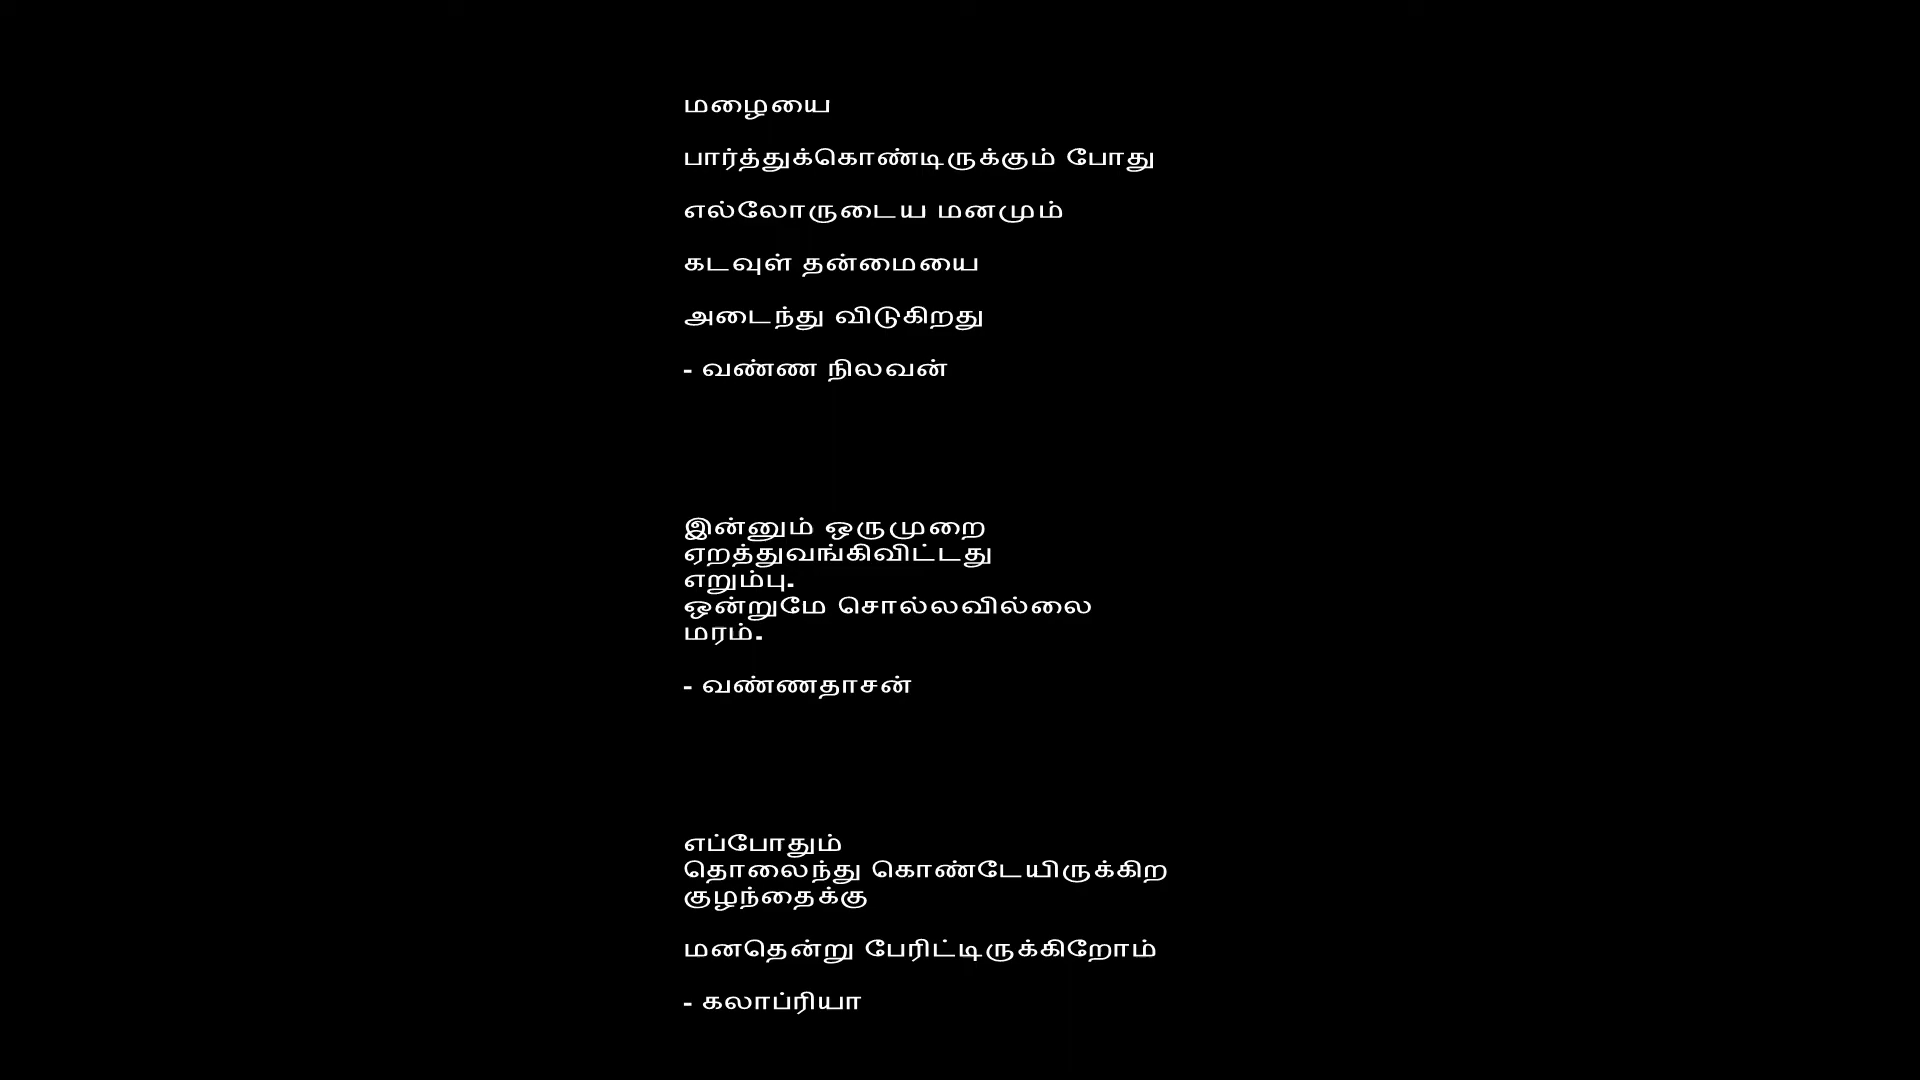 மழையை
பார்த்துக்கொண்டிருக்கும் போது
எல்லோருடைய மனமும்
கடவுள் தன்மையை
அடைந்து விடுகிறது
- வண்ண நிலவன்
இன்னும் ஒருமுறை
ஏறத்துவங்கிவிட்டது
எறும்பு.
ஒன்றுமே சொல்லவில்லை
மரம்.
- வண்ணதாசன்
எப்போதும்
தொலைந்து கொண்டேயிருக்கிற
குழந்தைக்கு
மனதென்று பேரிட்டிருக்கிறோம்
- கலாப்ரியா